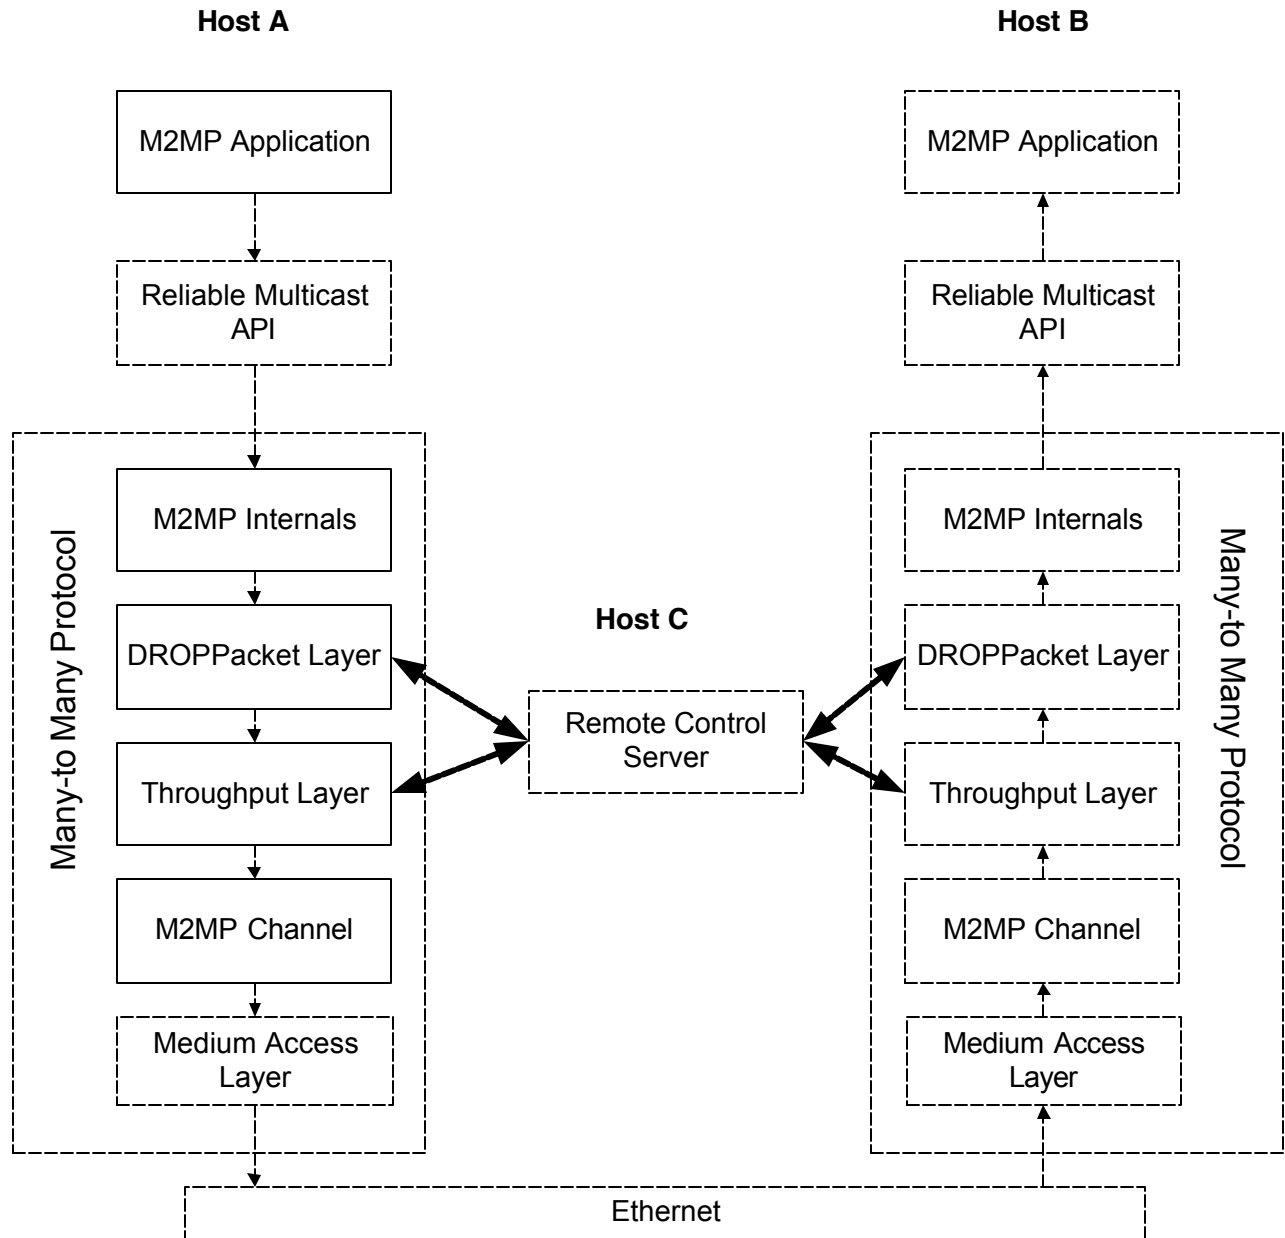 Host A
Host B
M2MP Application
M2MP Application
Reliable Multicast
API
Reliable Multicast
API
Many-to Many Protocol
M2MP Internals
M2MP Internals
Many-to Many Protocol
DROPPacket Layer
Host C
DROPPacket Layer
Remote Control
Server
Throughput Layer
Throughput Layer
M2MP Channel
M2MP Channel
Medium Access
Layer
Medium Access
Layer
Ethernet